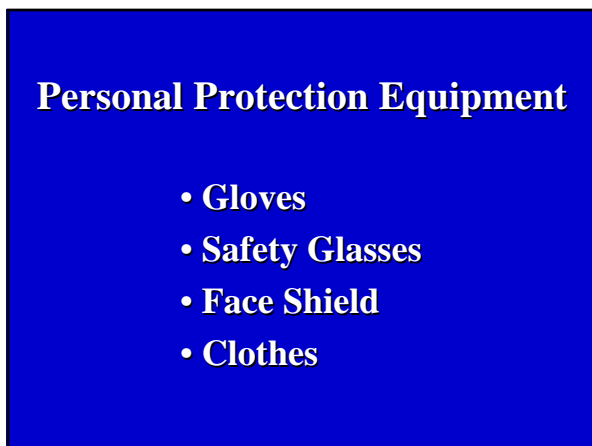 Personal Protection Equipment
• Gloves
• Safety Glasses
• Face Shield
• Clothes